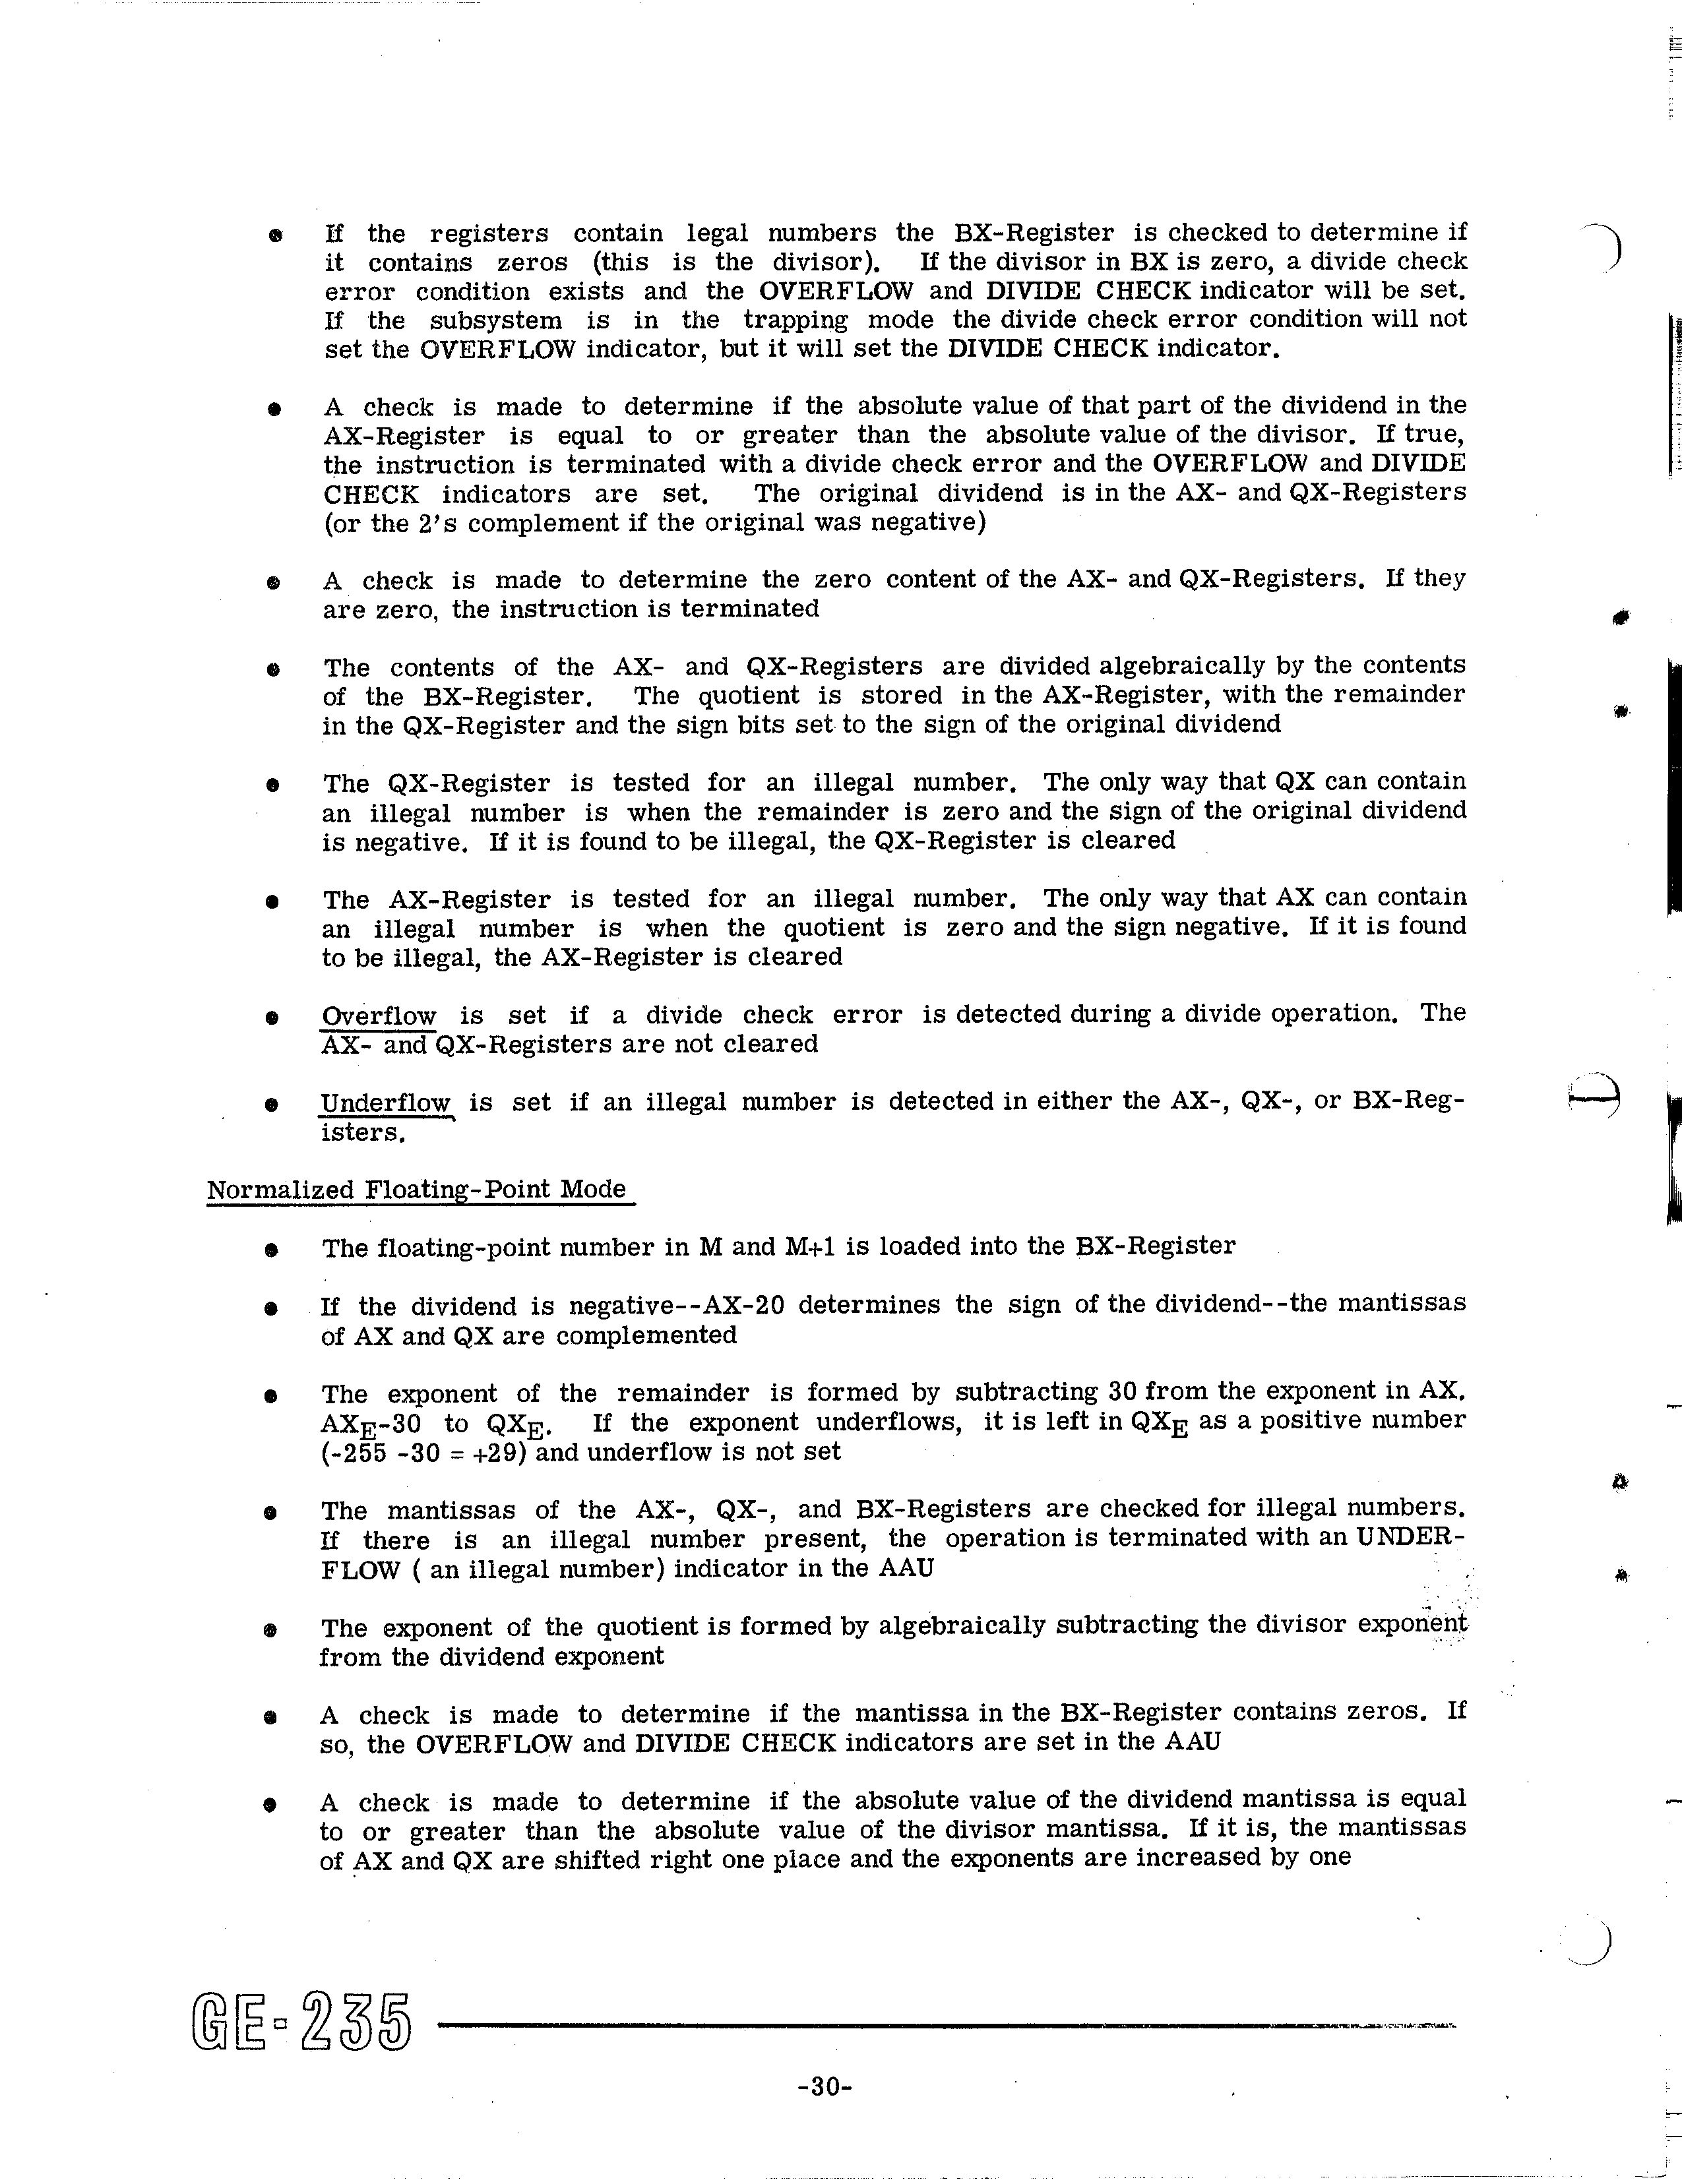 • If the registers contain legal numbers the BX-Register is checked to determine if
it contains zeros (this is the divisor). If the divisor in BX is zero, a divide check
error condition exists and the OVERFLOW and DIVIDE CHECK indicator will be set.
If the subsystem is in the trapping mode the divide check error condition will not
set the OVERFLOW indicator, but it will set the DIVIDE CHECK indicator.
• A check is made to determine if the absolute value of that part of the dividend in the
AX-Register is equal to or greater than the absolute value of the divisor. If true,
the instruction is terminated with a divide check error and the OVERFLOW and DIVIDE
CHECK indicators are set. The original dividend is in the AX- and QX-Registers
(or the 2's complement if the original was negative)
• A check is made to determine the zero content of the AX- and QX-Registers. If they
are zero, the instruction is terminated
• The contents of the AX- and QX-Registers are divided algebraically by the contents
of the BX-Register. The quotient is stored in the AX-Register, with the remainder
in the QX-Register and the sign bits set to the sign of the original dividend
• The QX-Register is tested for an illegal number. The only way that QX can contain
an illegal number is when the remainder is zero and the sign of the original dividend
is negative. If it is found to be illegal, the QX-Register is cleared
• The AX-Register is tested for an illegal number. The only way that AX can contain
an illegal number is when the quotient is zero and the sign negative. If it is found
to be illegal, the AX-Register is cleared
• Overflow is set if a divide check error is detected during a divide operation. The
AX- and QX-Registers are not cleared
• Underflow is set if an illegal number is detected in either the AX-, QX-, or BX-Reg-
isters.
Normalized Floating-Point Mode
• The floating-point number in M and M+1 is loaded into the BX-Register
• If the dividend is negative--AX-20 determines the sign of the dividend--the mantissas
of AX and QX are complemented
• The exponent of the remainder is formed by subtracting 30 from the exponent in AX.
AXE-30 to QXE. If the exponent underflows, it is left in QXE as a positive number
(-255 -30 = +29) and underflow is not set
• The mantissas of the AX-, QX-, and BX-Registers are checked for illegal numbers.
If there is an illegal number present, the operation is terminated with an UNDER-
FLOW ( an illegal number) indicator in the AAU
• The exponent of the quotient is formed by algebraically subtracting the divisor exponent
from the dividend exponent
• A check is made to determine if the mantissa in the BX-Register contains zeros. If
so, the OVERFLOW and DIVIDE CHECK indicators are set in the AAU
• A check is made to determine if the absolute value of the dividend mantissa is equal
to or greater than the absolute value of the divisor mantissa. If it is, the mantissas
of AX and QX are shifted right one place and the exponents are increased by one
GE-235
-30-